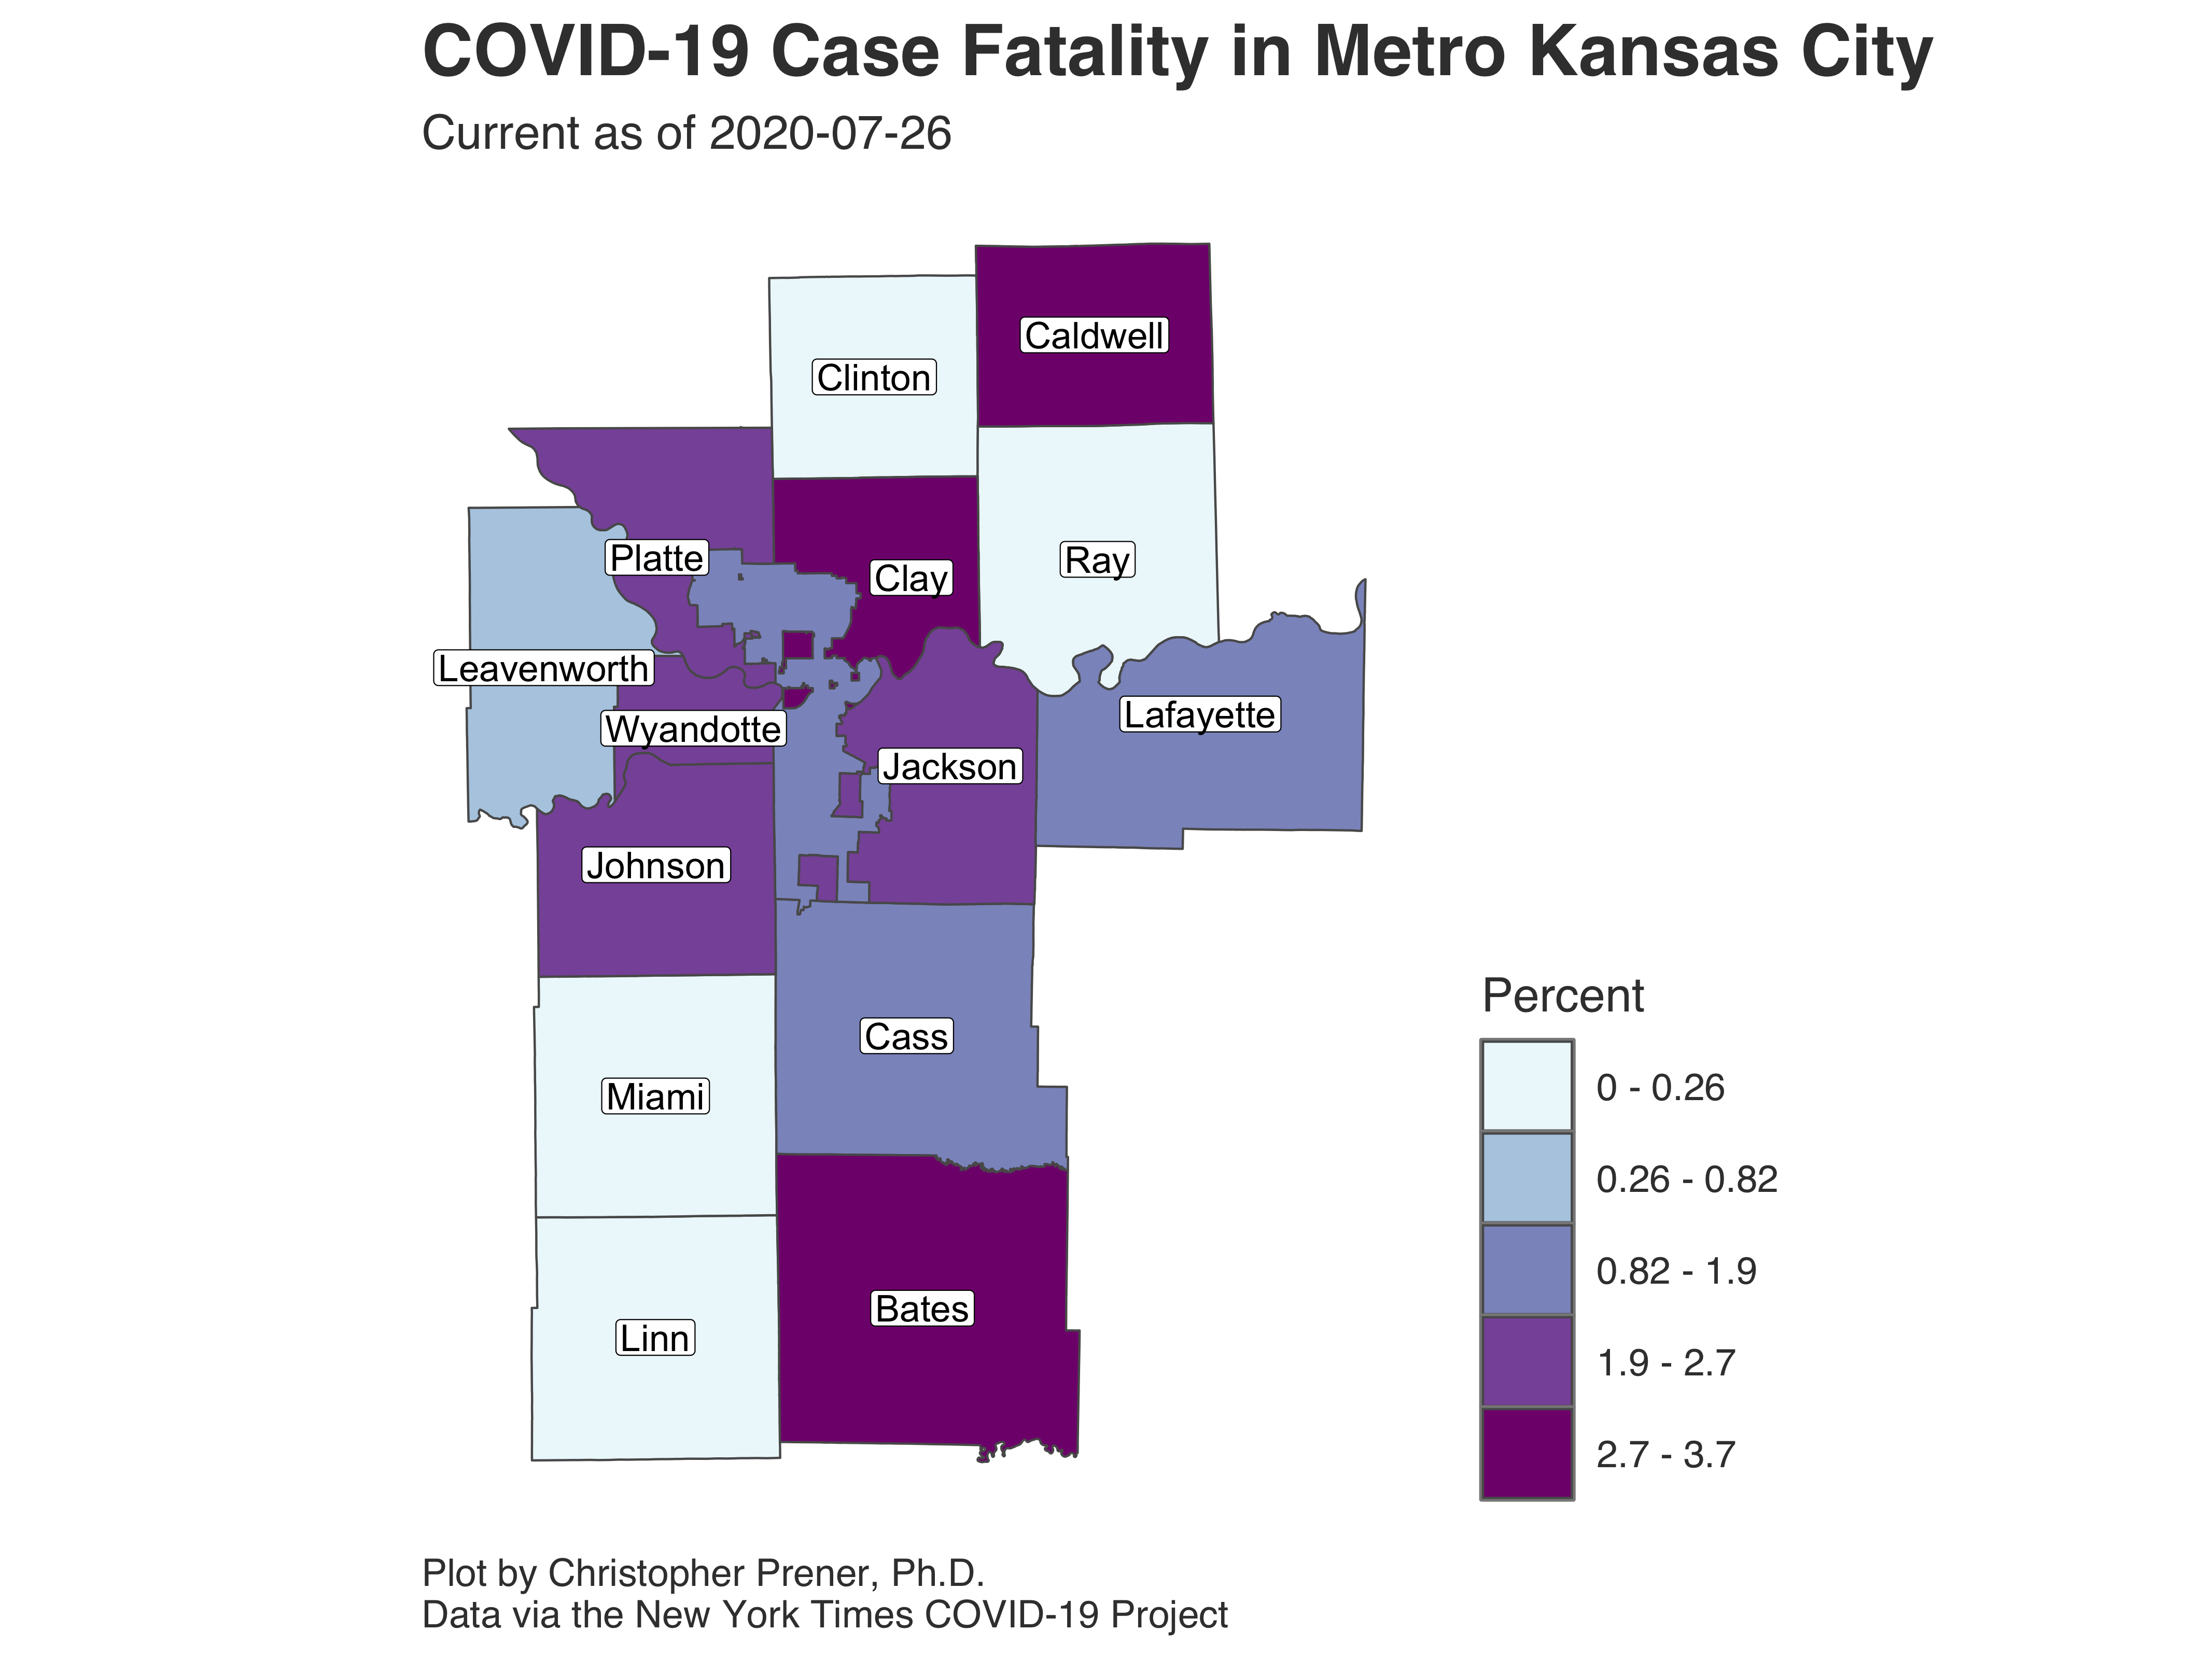 COVID-19 Case Fatality in Metro Kansas City
Current as of 2020-07-26
Caldwell
Clinton
Platte
Clay
Ray
Leavenworth
Wyandotte
Lafayette
Jackson
Johnson
Cass
Miami
Bates
Linn
Percent
0 - 0.26
0.26 - 0.82
0.82 - 1.9
1.9 - 2.7
2.7 - 3.7
Plot by Christopher Prener, Ph.D.
Data via the New York Times COVID-19 Project